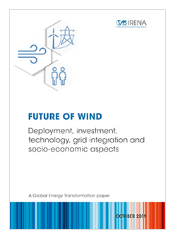 IRENA
FUTURE OF WIND
Deployment, investment,
technology, grid integration and
socio-economic aspects
A Global Energy Transformation paper
OCTOBER 2019